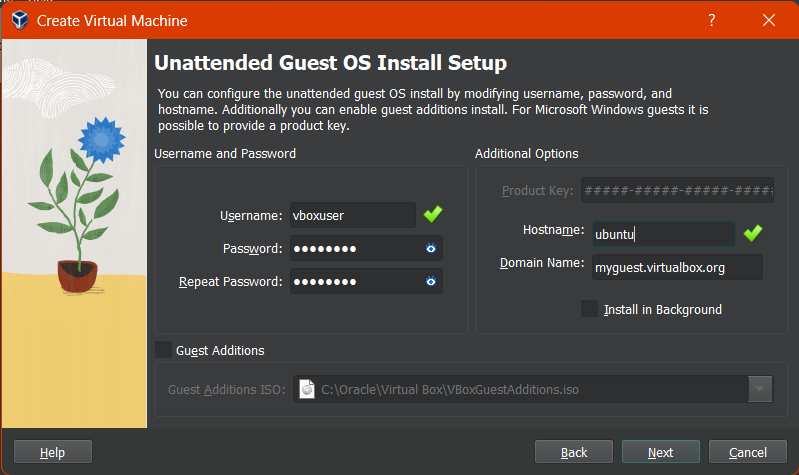 Create Virtual Machine
?
Unattended Guest OS Install Setup
You can configure the unattended guest OS install by modifying username, password, and
hostname. Additionally you can enable guest additions install. For Microsoft Windows guests it is
possible to provide a product key.
Username and Password
Username: vboxuser
Password: ●●●●●●●●
Repeat Password: ●●●●●●●●
Additional Options
Product Key: #####-#####-#####-#####
Hostname: ubuntu
Domain Name: myguest.virtualbox.org
Install in Background
Guest Additions
Guest Additions ISO: C:\Oracle\Virtual Box\VBoxGuestAdditions.iso
Help
Back
Next
Cancel